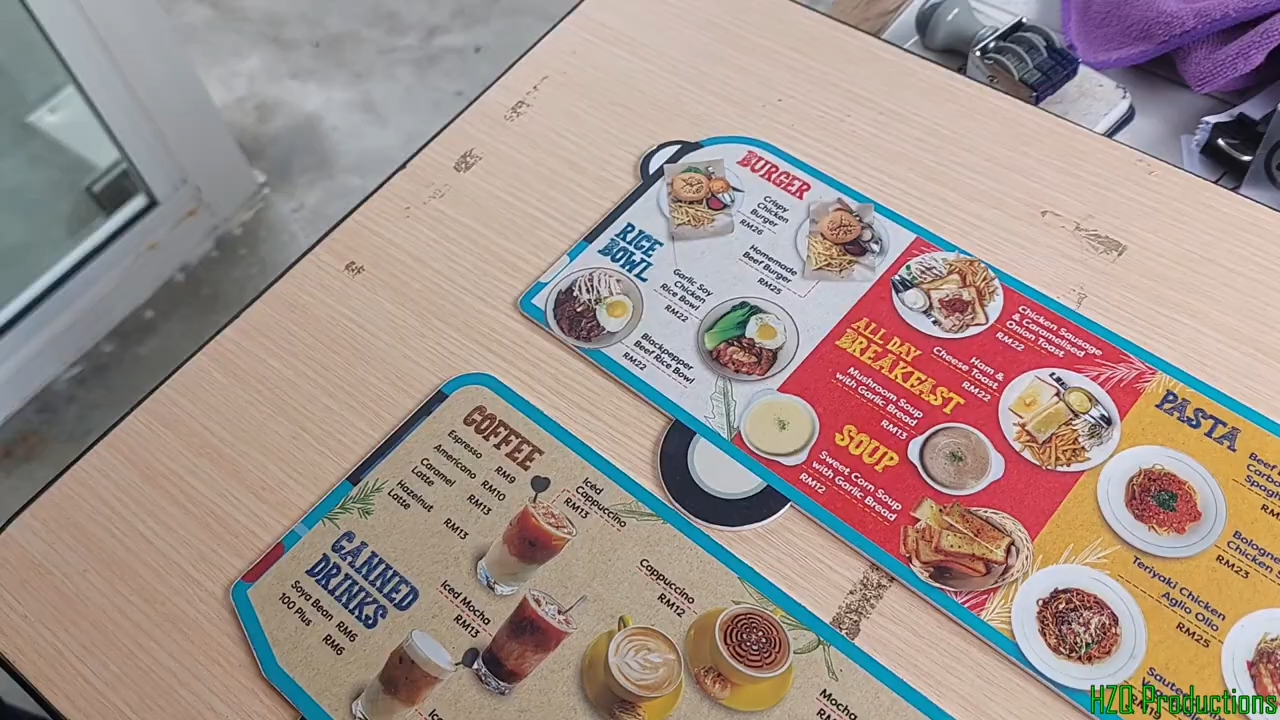 BURGER
Crispy
Chicken
Burger
RM26
Homemade
Beef Burger
RM25
RICE
BOWL
Garlic Soy
Chicken
Rice Bowl
RM22
Blackpepper
Beef Rice Bowl
RM22
ALL DAY
BREAKFAST
Chicken Sausage
& Caramelised
Onion Toast
RM22
Ham &
Cheese Toast
RM22
Mushroom Soup
with Garlic Bread
RM13
SOUP
Sweet Corn Soup
with Garlic Bread
RM12
PASTA
Beef
RM23
Teriyaki Chicken
Aglio Olio
RM25
COFFEE
Espresso RM9
Americano RM10
Caramel
Latte RM13
Hazelnut
Latte RM13
Iced
Cappuccino
RM13
CANNED
DRINKS
Soya Bean RM6
100 Plus RM6
Iced Mocha
RM13
Cappuccino
RM12
Mocha
HZQ Productions